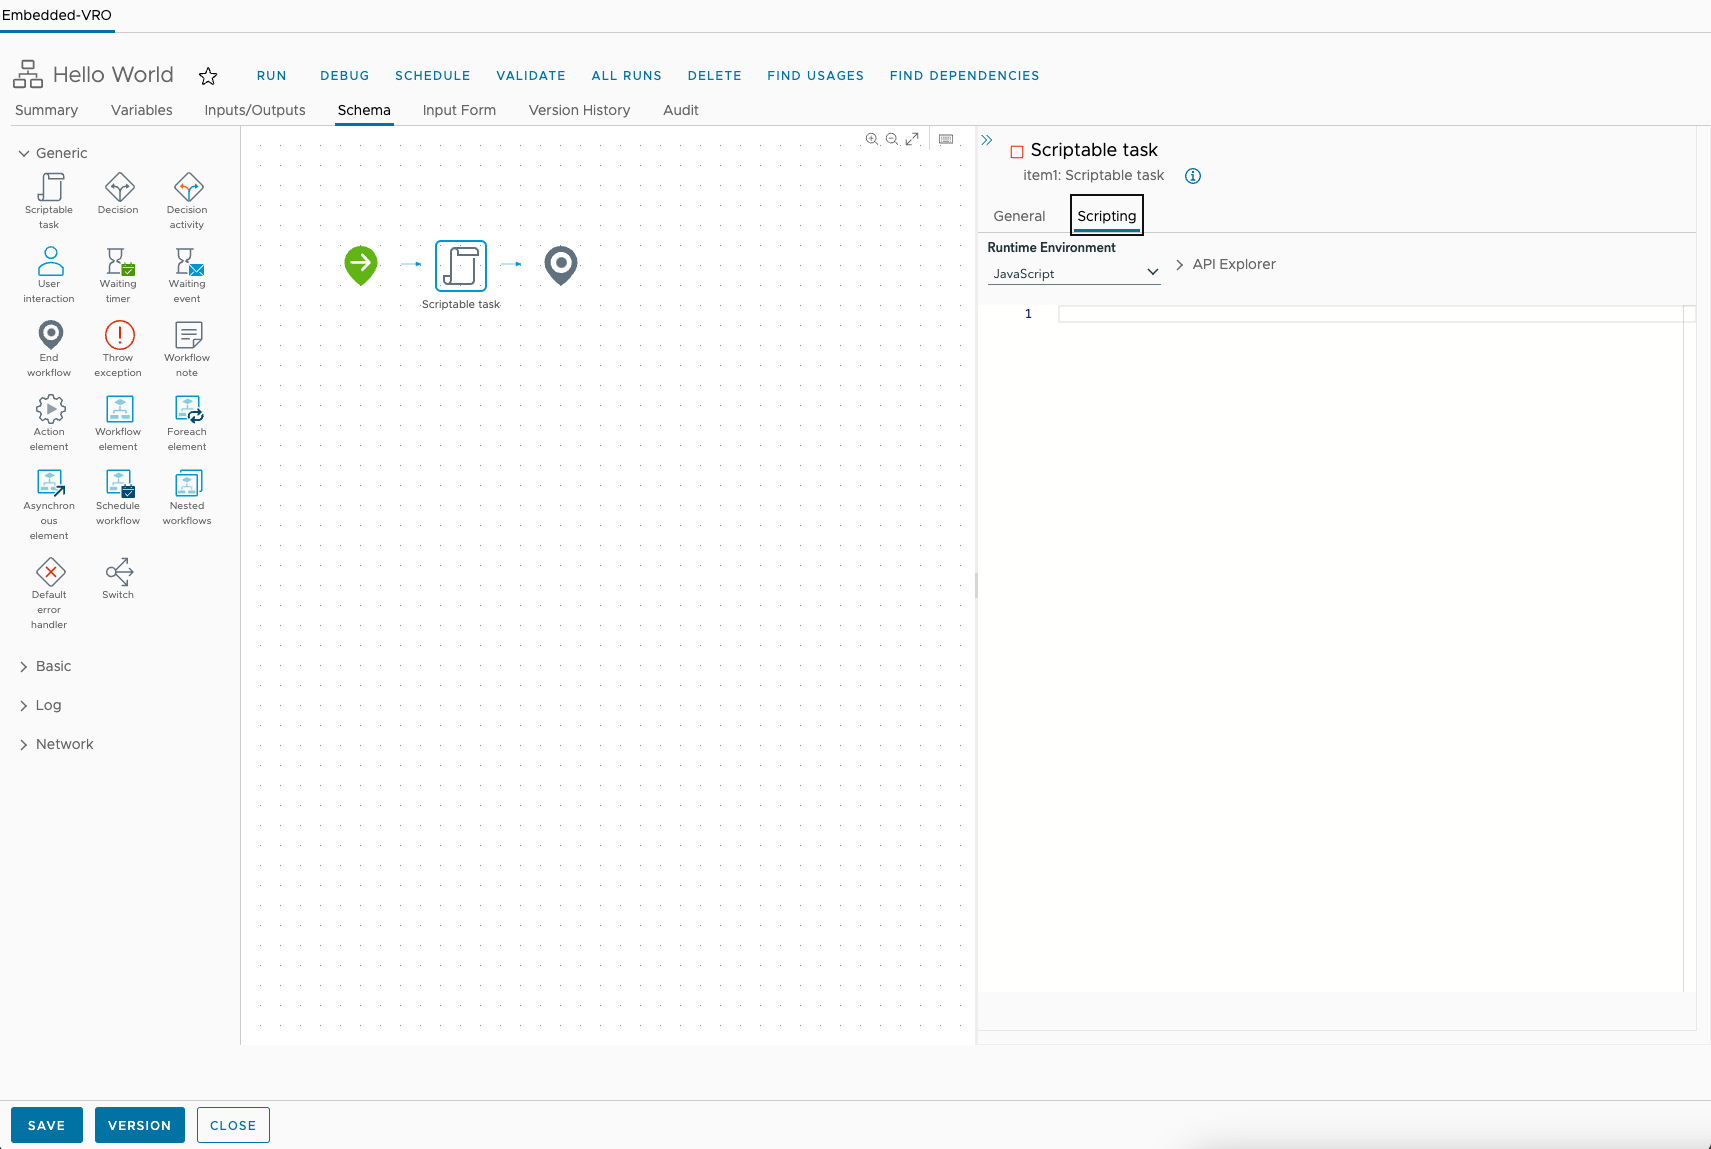 Embedded-VRO
Hello World
RUN DEBUG SCHEDULE VALIDATE ALL RUNS DELETE FIND USAGES FIND DEPENDENCIES
Summary Variables Inputs/Outputs Schema Input Form Version History Audit
Generic
Scriptable
task
Decision
Decision
activity
User
interaction
Waiting
timer
Waiting
event
End
workflow
Throw
exception
Workflow
note
Action
element
Workflow
element
Foreach
element
Asynchron
ous
element
Schedule
workflow
Nested
workflows
Default
error
handler
Switch
Basic
Log
Network
Scriptable task
Scriptable task
item1: Scriptable task
General Scripting
Runtime Environment
JavaScript
API Explorer
1
SAVE VERSION CLOSE